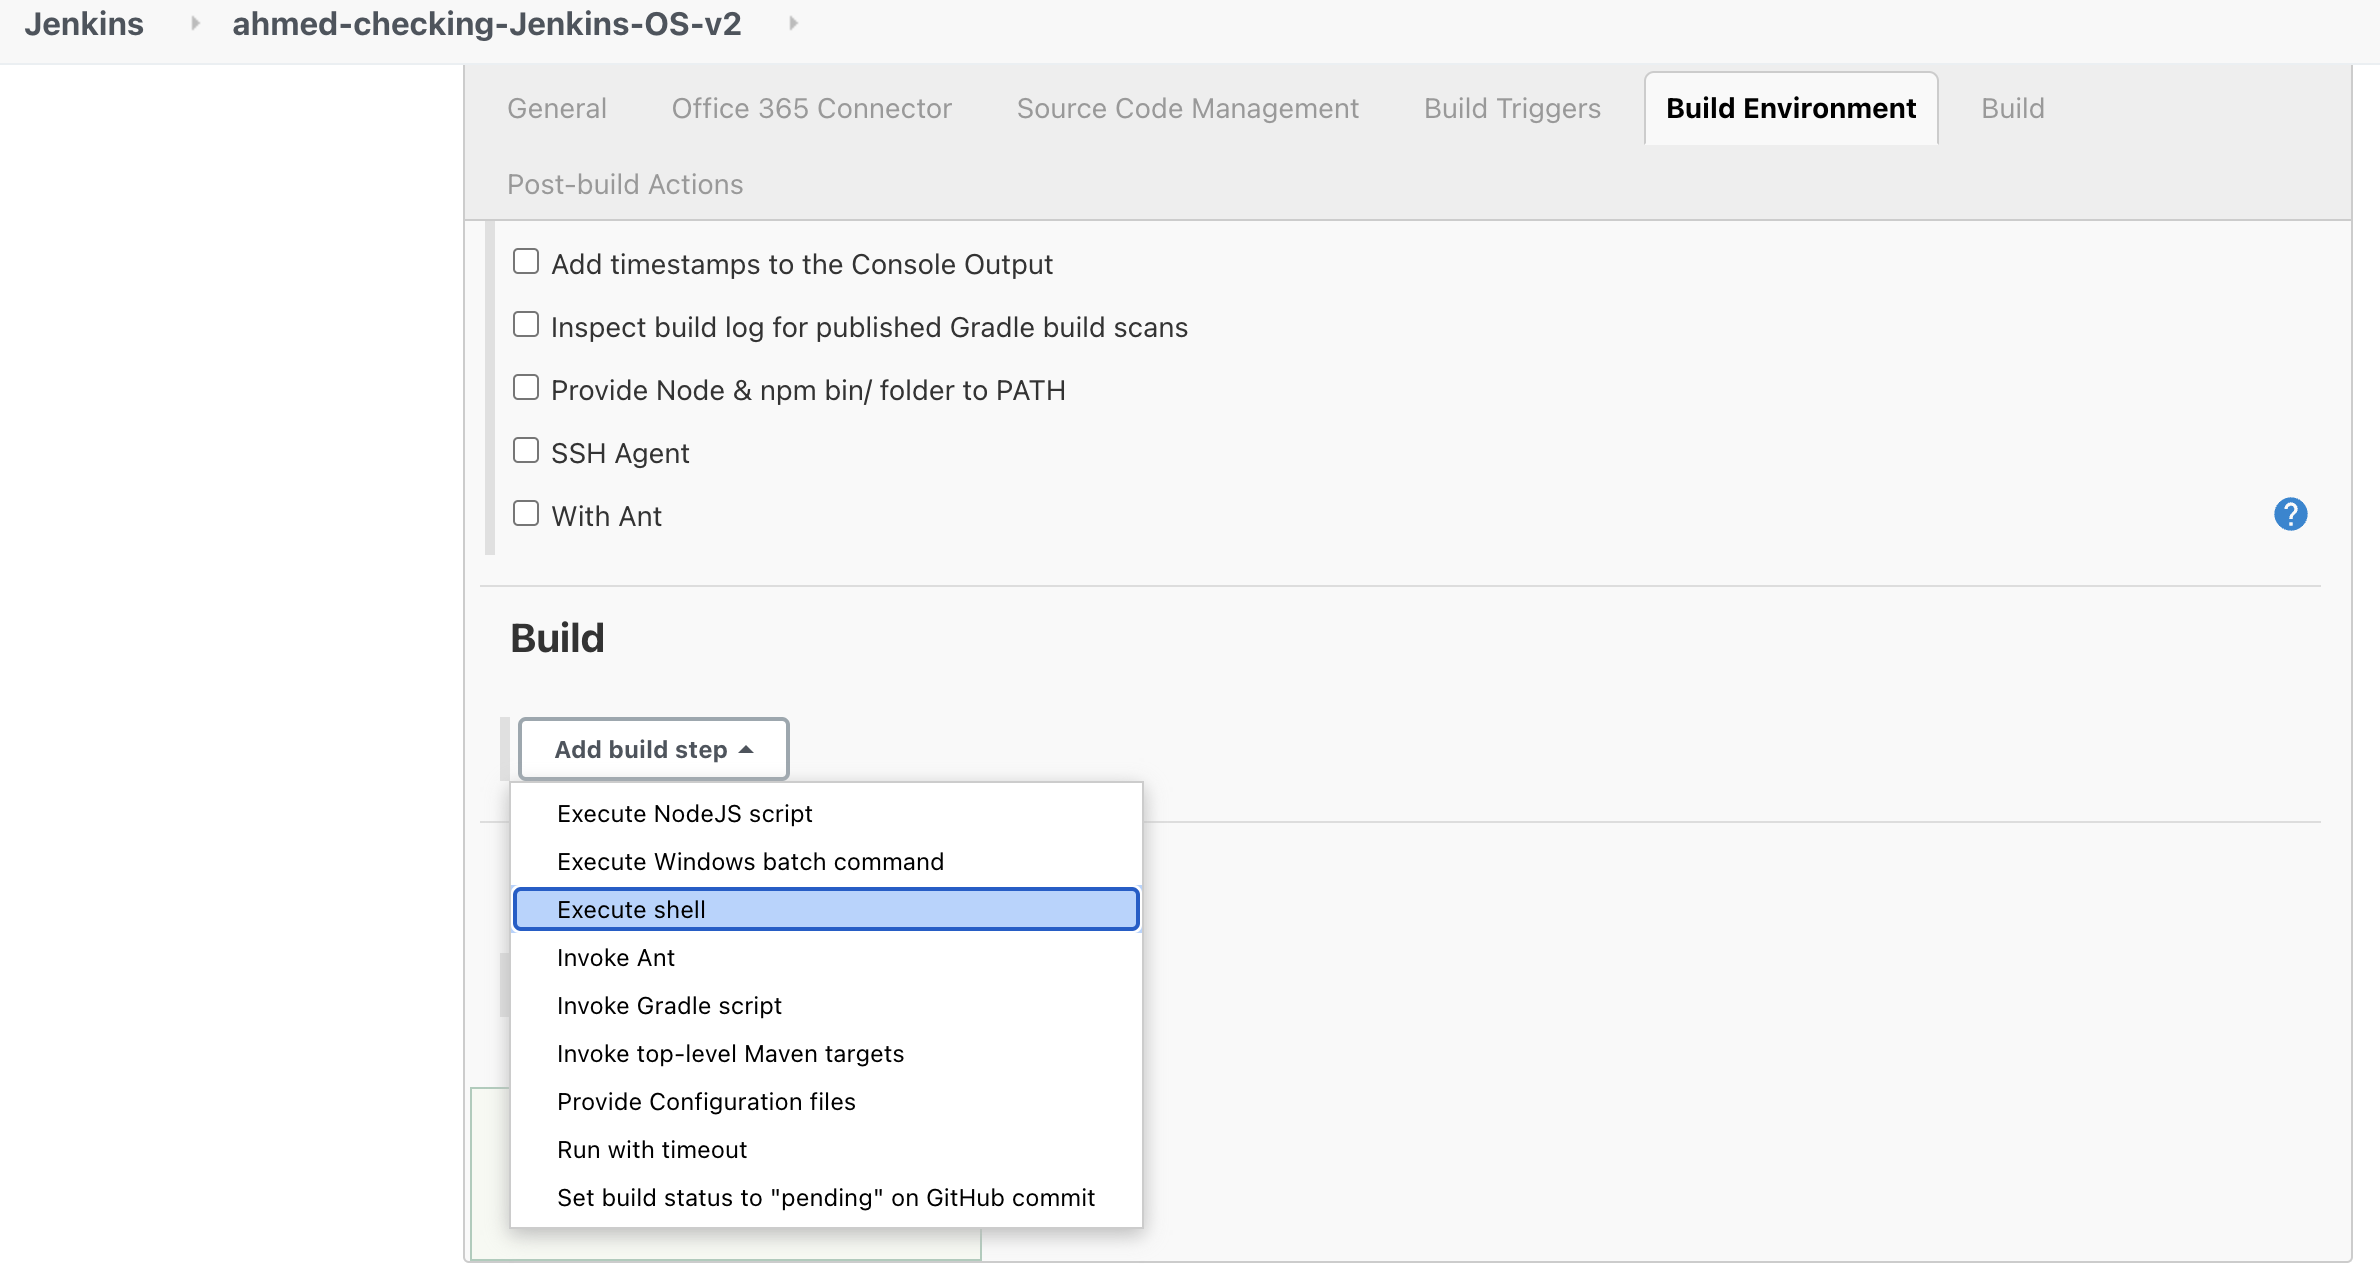 Jenkins ahmed-checking-Jenkins-OS-v2
General Office 365 Connector Source Code Management Build Triggers Build Environment Build
Post-build Actions
Add timestamps to the Console Output
Inspect build log for published Gradle build scans
Provide Node & npm bin/ folder to PATH
SSH Agent
With Ant ?
Build
Add build step
Execute NodeJS script
Execute Windows batch command
Execute shell
Invoke Ant
Invoke Gradle script
Invoke top-level Maven targets
Provide Configuration files
Run with timeout
Set build status to "pending" on GitHub commit